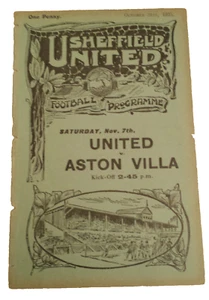 One Penny.
SHEFFIELD
UNITED
FOOTBALL PROGRAMME
SATURDAY, Nov. 7th.
UNITED
v
ASTON VILLA
Kick-Off 2-45 p.m.